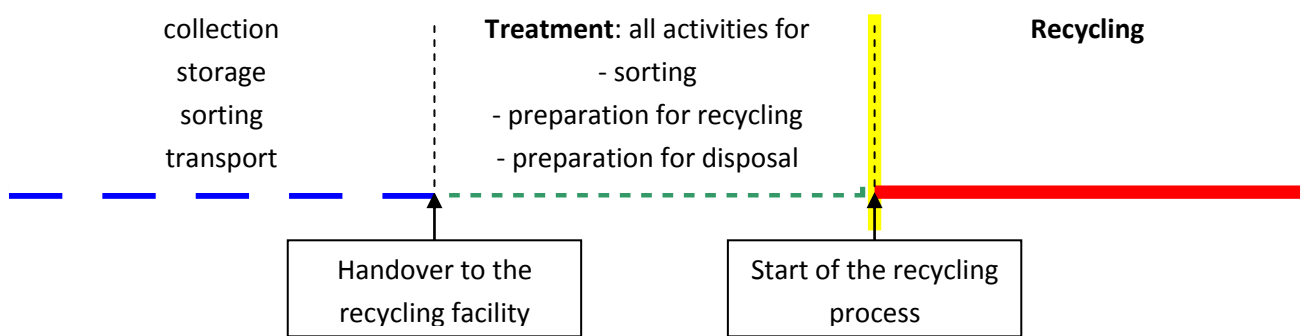 collection
storage
sorting
transport
Treatment: all activities for
- sorting
- preparation for recycling
- preparation for disposal
Recycling
Handover to the
recycling facility
Start of the recycling
process